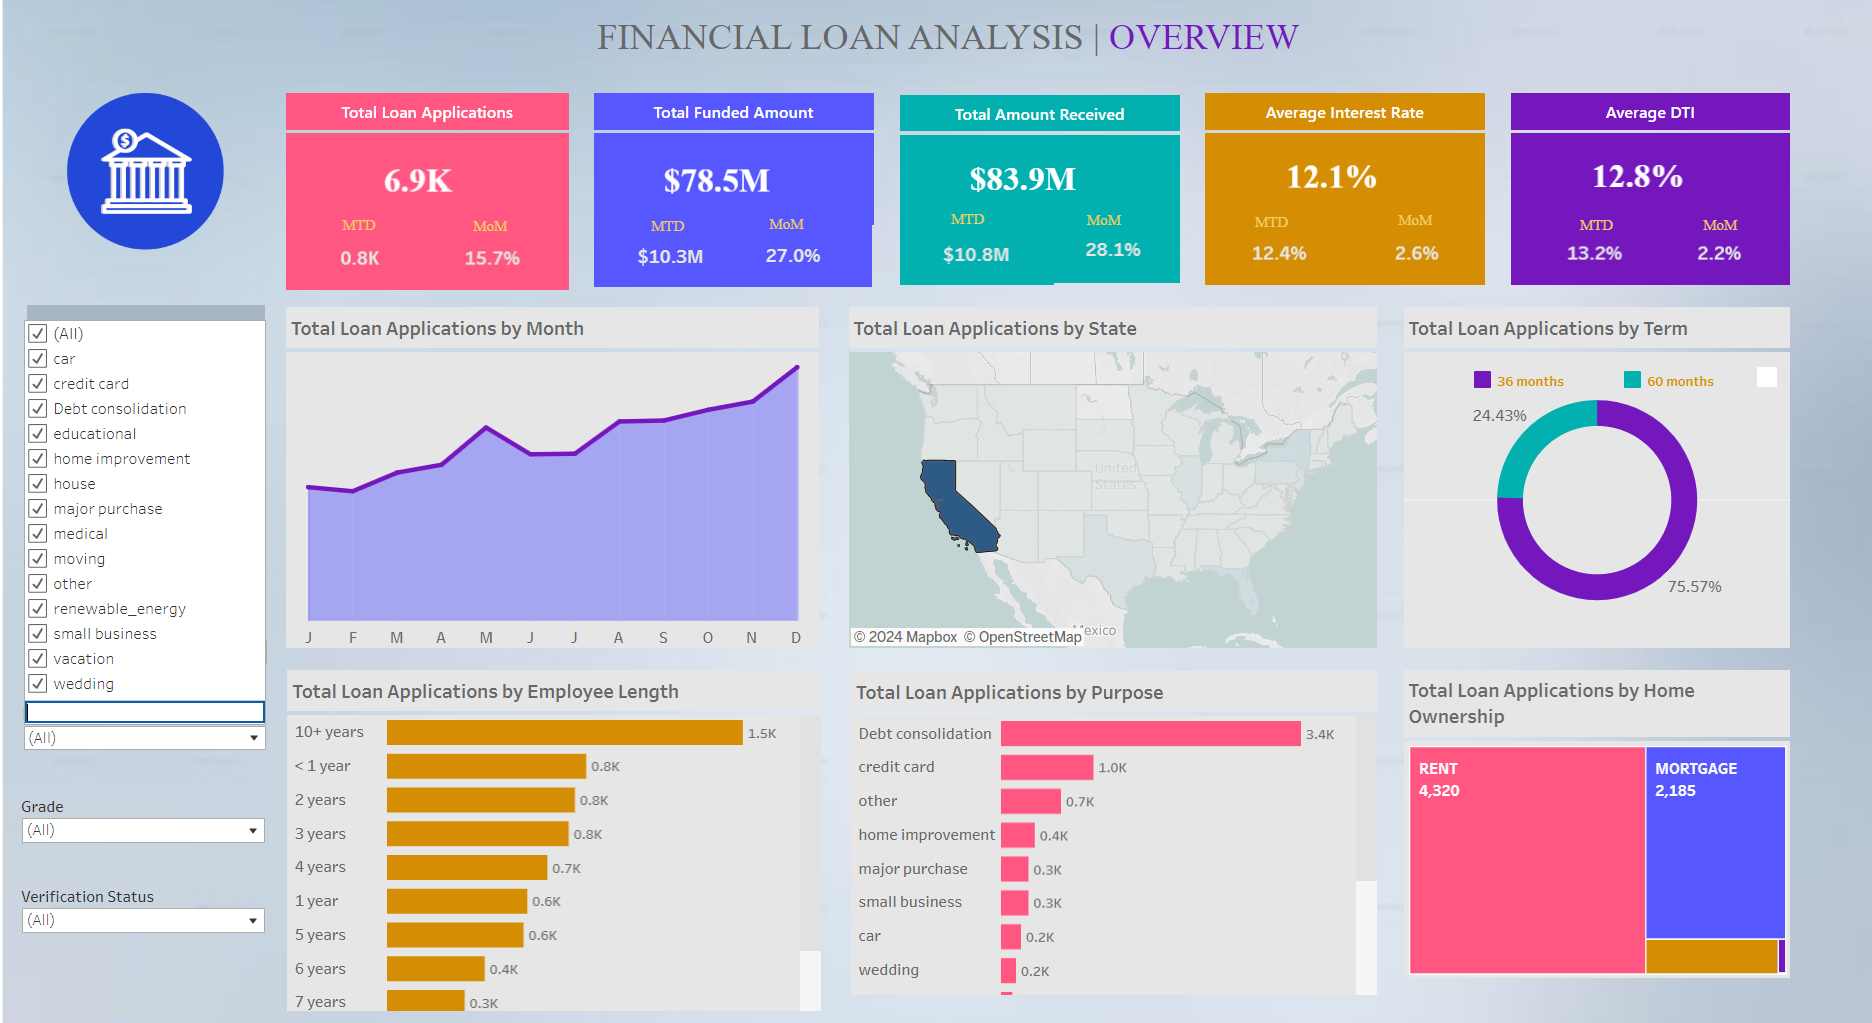 FINANCIAL LOAN ANALYSIS | OVERVIEW
$
Total Loan Applications
6.9K
MTD MoM
0.8K 15.7%
Total Funded Amount
$78.5M
MTD MoM
$10.3M 27.0%
Total Amount Received
$83.9M
MTD MoM
$10.8M 28.1%
Average Interest Rate
12.1%
MTD MoM
12.4% 2.6%
Average DTI
12.8%
MTD MoM
13.2% 2.2%
(All)
car
credit card
Debt consolidation
educational
home improvement
house
major purchase
medical
moving
other
renewable_energy
small business
vacation
wedding
(All)
Grade
(All)
Verification Status
(All)
Total Loan Applications by Month
J F M A M J J A S O N D
Total Loan Applications by State
United
States
Mexico
© 2024 Mapbox © OpenStreetMap
Total Loan Applications by Term
36 months 60 months
24.43%
75.57%
Total Loan Applications by Employee Length
10+ years 1.5K
< 1 year 0.8K
2 years 0.8K
3 years 0.8K
4 years 0.7K
1 year 0.6K
5 years 0.6K
6 years 0.4K
7 years 0.3K
Total Loan Applications by Purpose
Debt consolidation 3.4K
credit card 1.0K
other 0.7K
home improvement 0.4K
major purchase 0.3K
small business 0.3K
car 0.2K
wedding 0.2K
Total Loan Applications by Home
Ownership
RENT
4,320
MORTGAGE
2,185